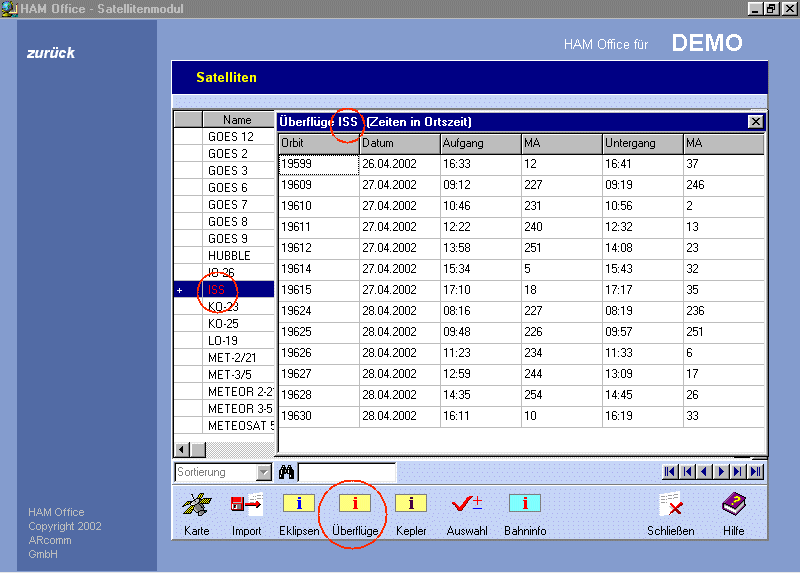 HAM Office - Satellitenmodul
zurück
HAM Office für DEMO
Satelliten
Name
GOES 12
GOES 2
GOES 3
GOES 6
GOES 7
GOES 8
GOES 9
HUBBLE
IO-26
+ ISS
KO-23
KO-25
LO-19
MET-2/21
MET-3/5
METEOR 2-21
METEOR 3-5
METEOSAT 5
Überflüge ISS (Zeiten in Ortszeit)
Orbit Datum Aufgang MA Untergang MA
19599 26.04.2002 16:33 12 16:41 37
19609 27.04.2002 09:12 227 09:19 246
19610 27.04.2002 10:46 231 10:56 2
19611 27.04.2002 12:22 240 12:32 13
19612 27.04.2002 13:58 251 14:08 23
19614 27.04.2002 15:34 5 15:43 32
19615 27.04.2002 17:10 18 17:17 35
19624 28.04.2002 08:16 227 08:19 236
19625 28.04.2002 09:48 226 09:57 251
19626 28.04.2002 11:23 234 11:33 6
19627 28.04.2002 12:59 244 13:09 17
19628 28.04.2002 14:35 254 14:45 26
19630 28.04.2002 16:11 10 16:19 33
Sortierung
Karte Import Eklipsen Überflüge Kepler Auswahl Bahninfo Schließen Hilfe
HAM Office
Copyright 2002
ARcomm
GmbH